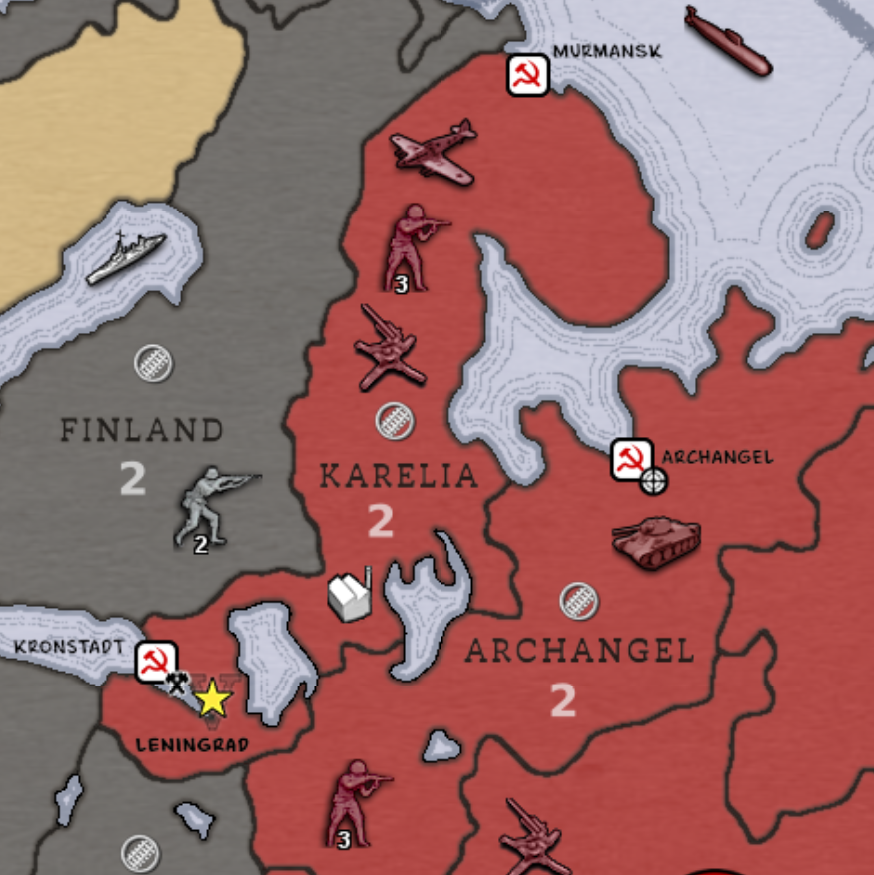 MURMANSK
3
FINLAND
2
KARELIA
2
ARCHANGEL
2
KRONSTADT
ARCHANGEL
2
LENINGRAD
3